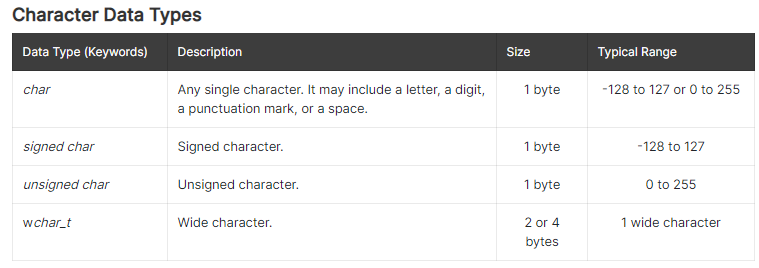 Character Data Types
Data Type (Keywords) Description Size Typical Range
char Any single character. It may include a letter, a digit, 1 byte -128 to 127 or 0 to 255
a punctuation mark, or a space.
signed char Signed character. 1 byte -128 to 127
unsigned char Unsigned character. 1 byte 0 to 255
wchar_t Wide character. 2 or 4 1 wide character
bytes